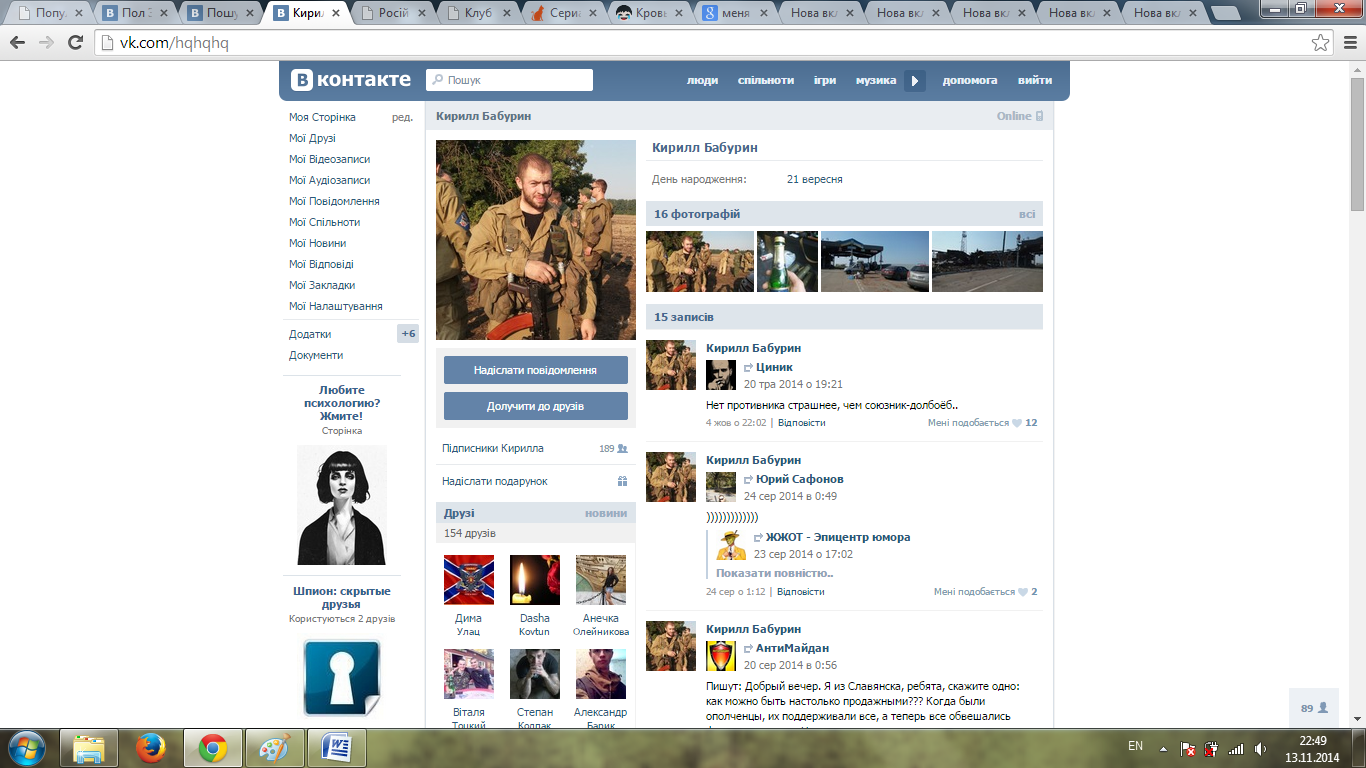 Попу
Пол З
Пошу
Кирил
Росій
Клуб
Сериа
Кровь
меня
Нова вкл
Нова вкл
Нова вкл
Нова вкл
Нова вкл
vk.com/hqhqhq
В контакте
Пошук
люди спільноти ігри музика допомога вийти
Моя Сторінка ред.
Мої Друзі
Мої Відеозаписи
Мої Аудіозаписи
Мої Повідомлення
Мої Спільноти
Мої Новини
Мої Відповіді
Мої Закладки
Мої Налаштування
Додатки +6
Документи
Любите
психологию?
Жмите!
Сторінка
Шпион: скрытые
друзья
Користуються 2 друзів
Кирилл Бабурин Online
Надіслати повідомлення
Долучити до друзів
Підписники Кирилла 189
Надіслати подарунок
Друзі новини
154 друзів
Дима
Улац
Dasha
Kovtun
Анечка
Олейникова
Віталя
Тоцкий
Степан
Колпак
Александр
Барик
Кирилл Бабурин
День народження: 21 вересня
16 фотографій всі
15 записів
Кирилл Бабурин
Циник
20 тра 2014 о 19:21
Нет противника страшнее, чем союзник-долбоёб..
4 жов о 22:02 | Відповісти Мені подобається 12
Кирилл Бабурин
Юрий Сафонов
24 сер 2014 в 0:49
)))))))))))))
ЖЖОТ - Эпицентр юмора
23 сер 2014 о 17:02
Показати повністю..
24 сер о 1:12 | Відповісти Мені подобається 2
Кирилл Бабурин
АнтиМайдан
20 сер 2014 в 0:56
Пишут: Добрый вечер. Я из Славянска, ребята, скажите одно:
как можно быть настолько продажными??? Когда были
ополченцы, их поддерживали все, а теперь все обвешались
89
EN
22:49
13.11.2014